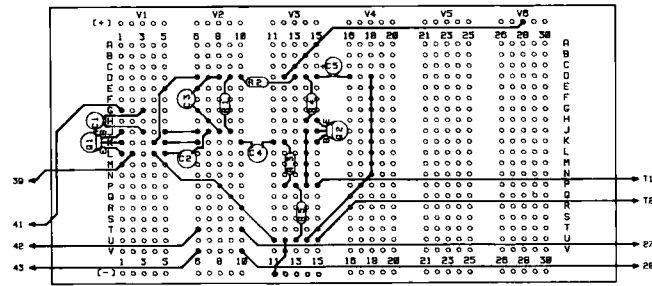 V1 V2 V3 V4 V5 V6
[+]
1 3 5 6 8 10 11 13 15 16 18 20 21 23 25 26 28 30
A A
B B
C C
D D
E E
F F
G G
H H
J J
K K
L L
M M
N N
P P
Q Q
R R
S S
T T
U U
V V
C5
R2
C3
C1
Q1
C2
C4
Q2
E
B
39
41
42
43
T1
T2
27
28
1 3 5 6 8 10 11 13 15 16 18 20 21 23 25 26 28 30
[-]